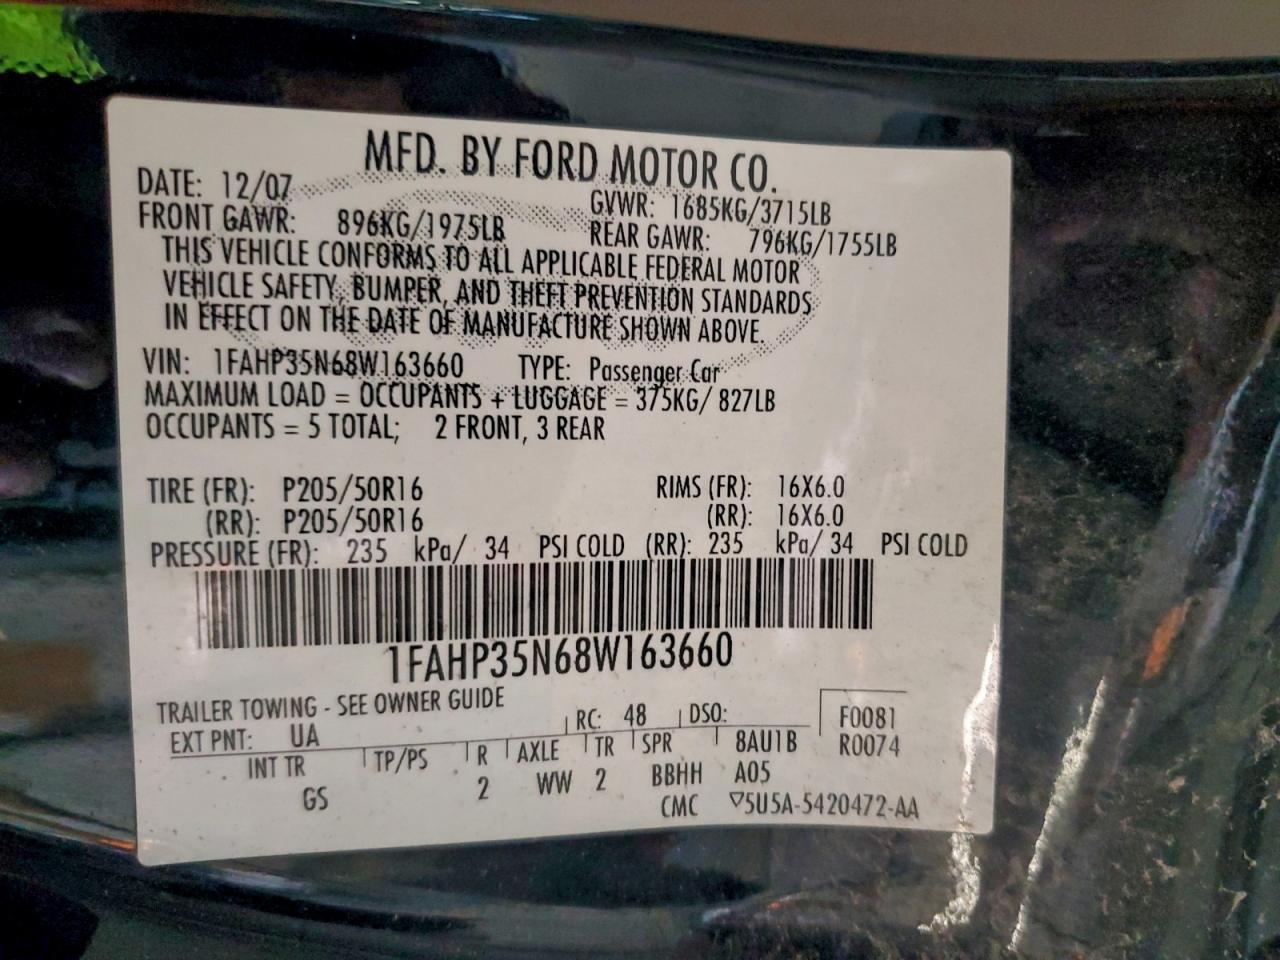 MFD. BY FORD MOTOR CO.
DATE: 12/07 GVWR: 1685KG/3715LB
FRONT GAWR: 896KG/1975LB REAR GAWR: 796KG/1755LB
THIS VEHICLE CONFORMS TO ALL APPLICABLE FEDERAL MOTOR
VEHICLE SAFETY, BUMPER, AND THEFT PREVENTION STANDARDS
IN EFFECT ON THE DATE OF MANUFACTURE SHOWN ABOVE.
VIN: 1FAHP35N68W163660 TYPE: Passenger Car
MAXIMUM LOAD = OCCUPANTS + LUGGAGE = 375KG/ 827LB
OCCUPANTS = 5 TOTAL; 2 FRONT, 3 REAR
TIRE (FR): P205/50R16 RIMS (FR): 16X6.0
(RR): P205/50R16 (RR): 16X6.0
PRESSURE (FR): 235 kPa/ 34 PSI COLD (RR): 235 kPa/ 34 PSI COLD
1FAHP35N68W163660
TRAILER TOWING - SEE OWNER GUIDE
EXT PNT: UA RC: 48 DSO: F0081
INT TR TP/PS R AXLE TR SPR 8AU1B R0074
GS 2 WW 2 BBHH A05
CMC ▽5U5A-5420472-AA